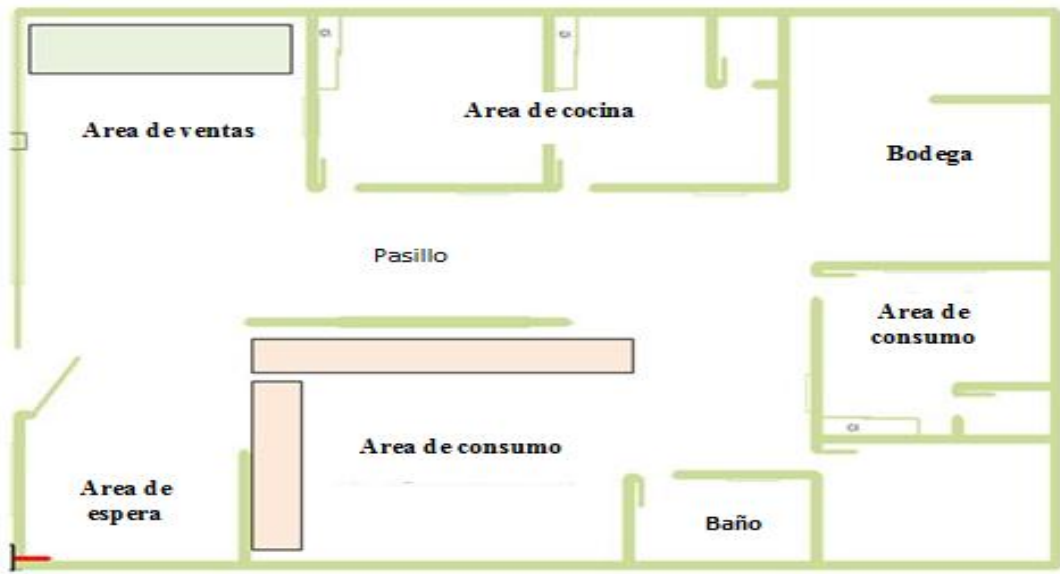 Area de cocina
Area de ventas
Bodega
Pasillo
Area de
consumo
Area de consumo
Area de
espera
Baño